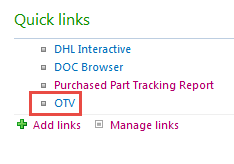 Quick links
DHL Interactive
DOC Browser
Purchased Part Tracking Report
OTV
Add links Manage links